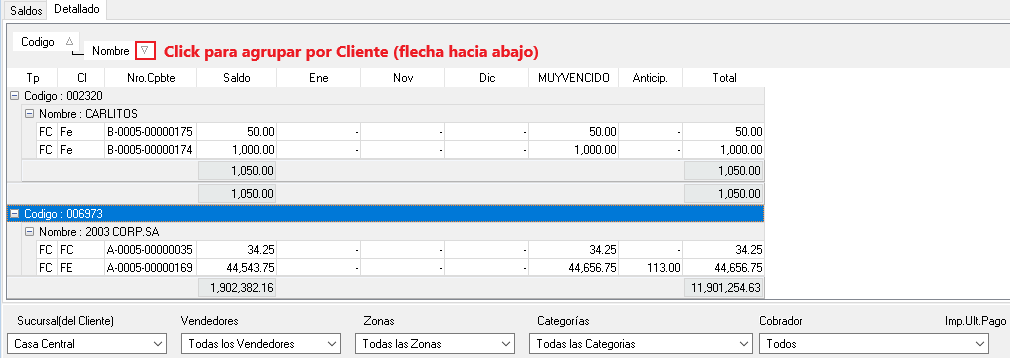 Saldos Detallado
Codigo
Nombre Click para agrupar por Cliente (flecha hacia abajo)
Tp Cl Nro.Cpbte Saldo Ene Nov Dic MUYVENCIDO Anticip. Total
Codigo : 002320
Nombre : CARLITOS
FC Fe B-0005-00000175 50.00 - - - 50.00 - 50.00
FC Fe B-0005-00000174 1,000.00 - - - 1,000.00 - 1,000.00
1,050.00 1,050.00
1,050.00 1,050.00
Codigo : 006973
Nombre : 2003 CORP.SA
FC FC A-0005-00000035 34.25 - - - 34.25 - 34.25
FC FE A-0005-00000169 44,543.75 - - - 44,656.75 113.00 44,656.75
1,902,382.16 11,901,254.63
Sucursal(del Cliente) Vendedores Zonas Categorías Cobrador Imp.Ult.Pago
Casa Central Todas los Vendedores Todas las Zonas Todas las Categorias Todos